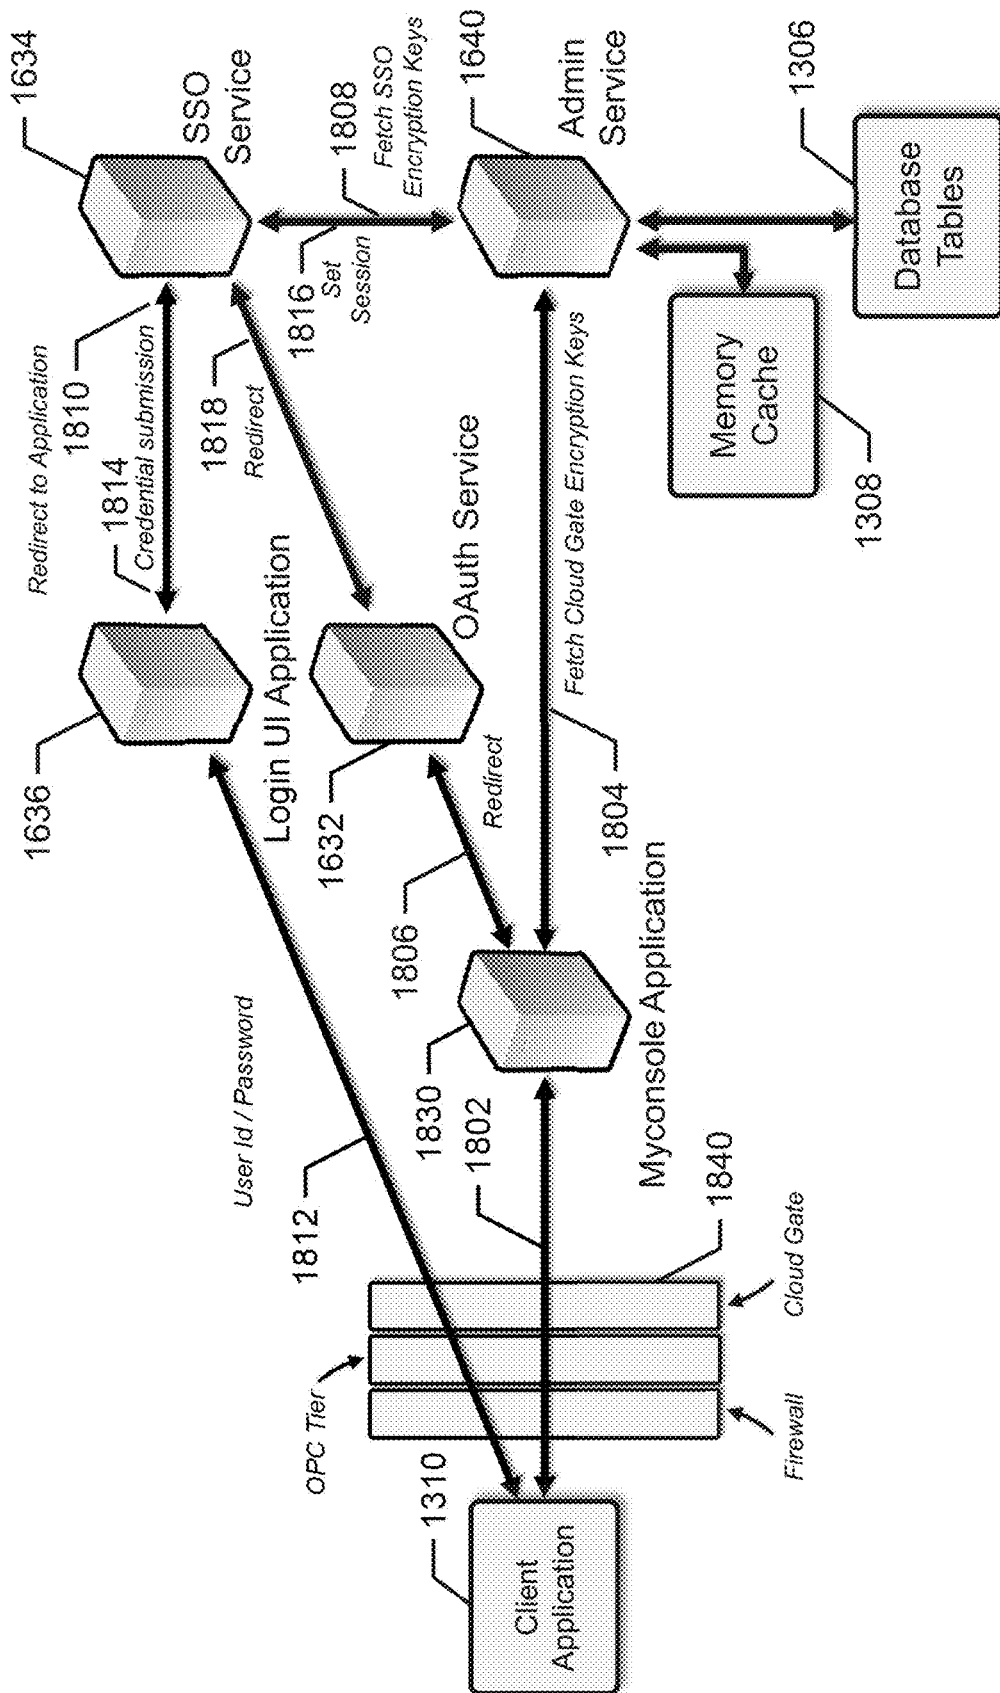 1634
SSO
Service
1636
Redirect to Application
1810
1814
Credential submission
Login UI Application
1818
Redirect
1816
Set
Session
1808
Fetch SSO
Encryption Keys
1640
Admin
Service
1632
OAuth Service
User Id / Password
1812
1806
Redirect
Fetch Cloud Gate Encryption Keys
1804
1830
Myconsole Application
1802
OPC Tier
1840
Cloud Gate
Firewall
1310
Client
Application
Memory
Cache
1308
1306
Database
Tables